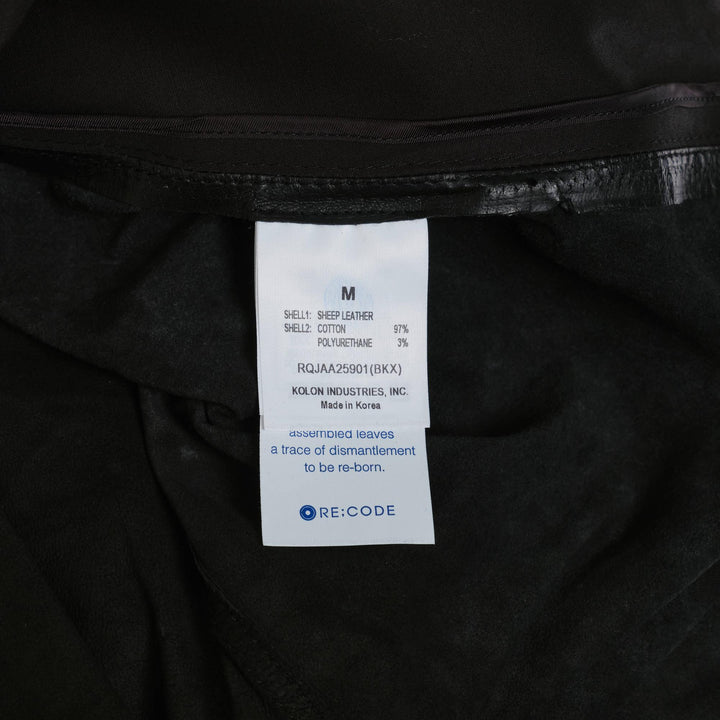 M
SHELL1: SHEEP LEATHER
SHELL2: COTTON 97%
POLYURETHANE 3%
RQJAA25901(BKX)
KOLON INDUSTRIES, INC.
Made in Korea
assembled leaves
a trace of dismantlement
to be re-born.
RE;CODE